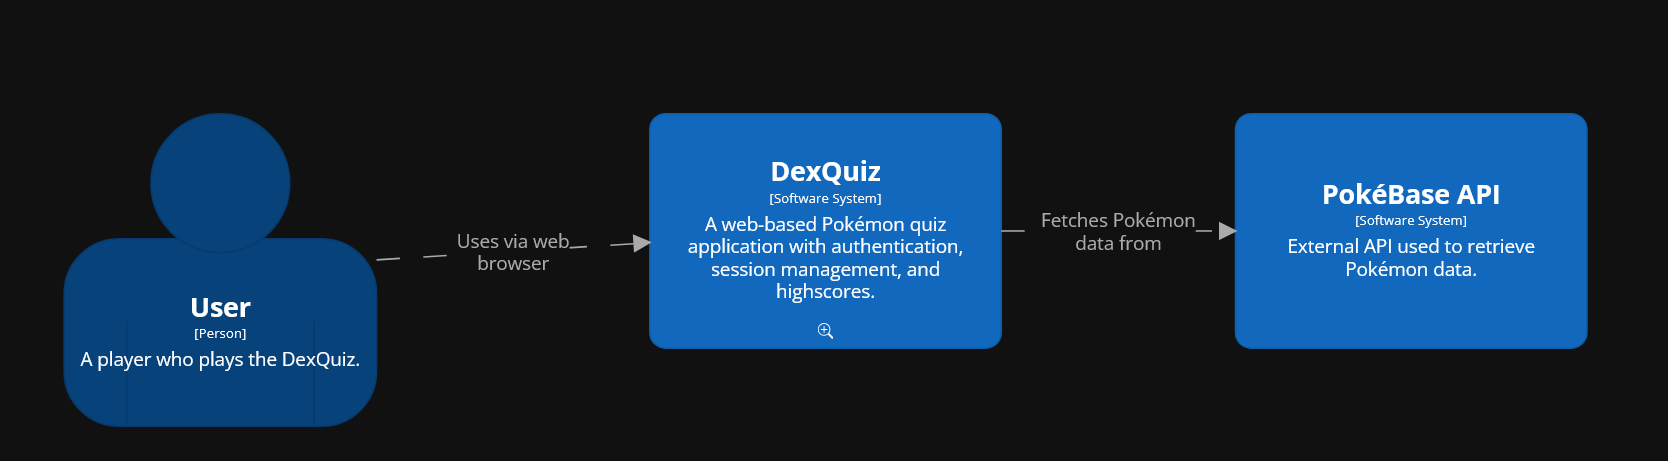 User
[Person]
A player who plays the DexQuiz.
Uses via web
browser
DexQuiz
[Software System]
A web-based Pokémon quiz
application with authentication,
session management, and
highscores.
Fetches Pokémon
data from
PokéBase API
[Software System]
External API used to retrieve
Pokémon data.